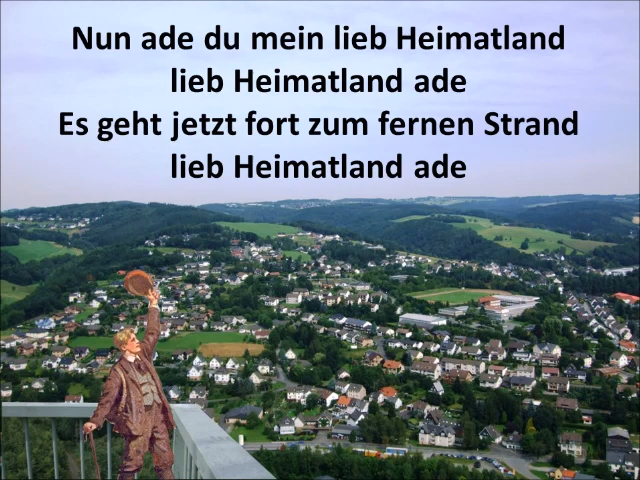 Nun ade du mein lieb Heimatland
lieb Heimatland ade
Es geht jetzt fort zum fernen Strand
lieb Heimatland ade